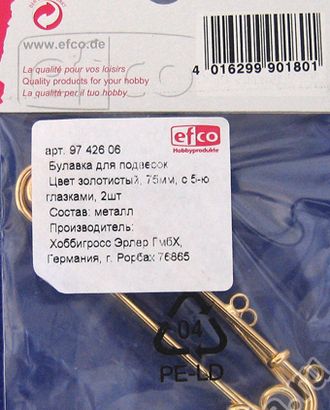 www.efco.de
La qualité pour vos loisirs
Quality products for your hobby
La qualità per il tuo hobby
4 016299 901801
efco
efco
Hobbyprodukte
арт. 97 426 06
Булавка для подвесок
Цвет золотистый, 75мм, с 5-ю
глазками, 2шт
Состав: металл
Производитель:
Хоббигросс Эрлер ГмбХ,
Германия, г. Рорбах 76865
04
PE-LD